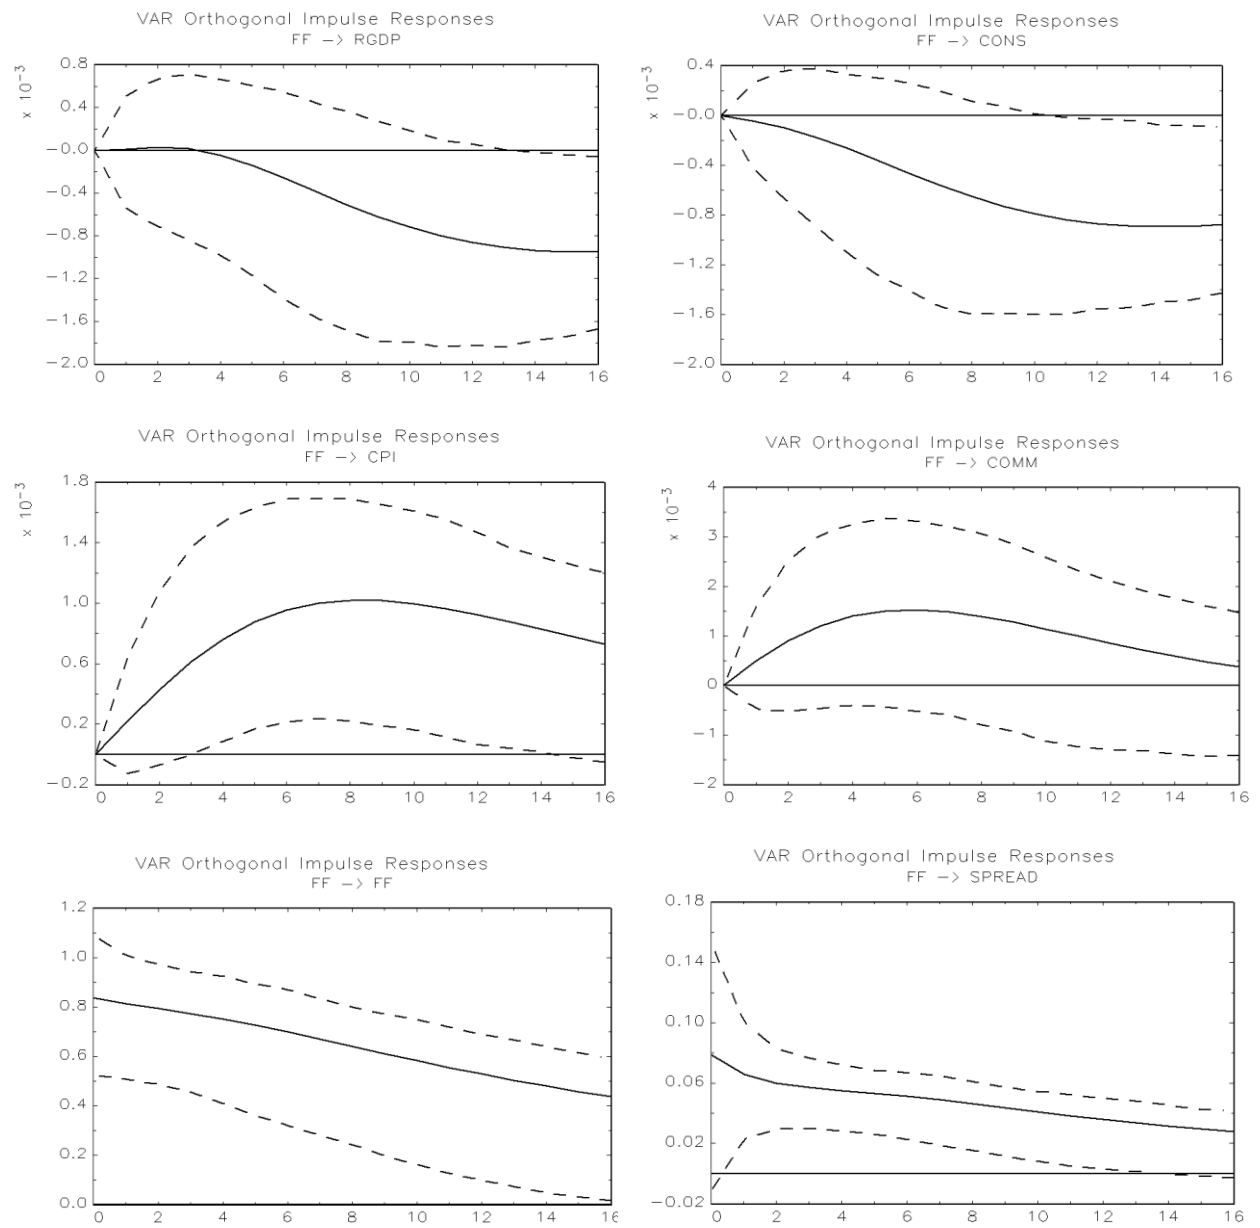 VAR Orthogonal Impulse Responses
FF -> RGDP
x 10^-3
0.8
0.4
-0.0
-0.4
-0.8
-1.2
-1.6
-2.0
0 2 4 6 8 10 12 14 16
VAR Orthogonal Impulse Responses
FF -> CONS
x 10^-3
0.4
-0.0
-0.4
-0.8
-1.2
-1.6
-2.0
0 2 4 6 8 10 12 14 16
VAR Orthogonal Impulse Responses
FF -> CPI
x 10^-3
1.8
1.4
1.0
0.6
0.2
-0.2
0 2 4 6 8 10 12 14 16
VAR Orthogonal Impulse Responses
FF -> COMM
x 10^-3
4
3
2
1
0
-1
-2
0 2 4 6 8 10 12 14 16
VAR Orthogonal Impulse Responses
FF -> FF
1.2
1.0
0.8
0.6
0.4
0.2
0.0
0 2 4 6 8 10 12 14 16
VAR Orthogonal Impulse Responses
FF -> SPREAD
0.18
0.14
0.10
0.06
0.02
-0.02
0 2 4 6 8 10 12 14 16